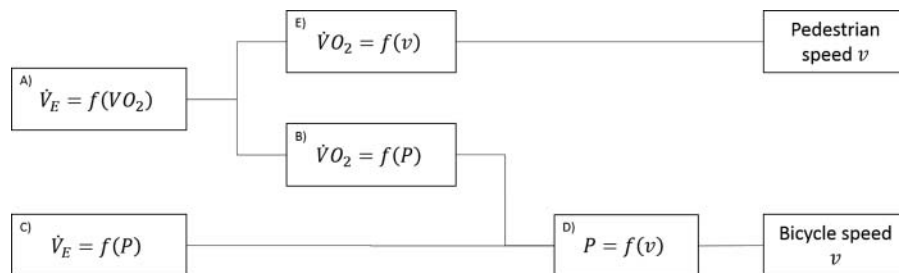 E)
V̇O₂ = f(v)
Pedestrian
speed v
A)
V̇_E = f(VO₂)
B)
V̇O₂ = f(P)
C)
V̇_E = f(P)
D)
P = f(v)
Bicycle speed
v